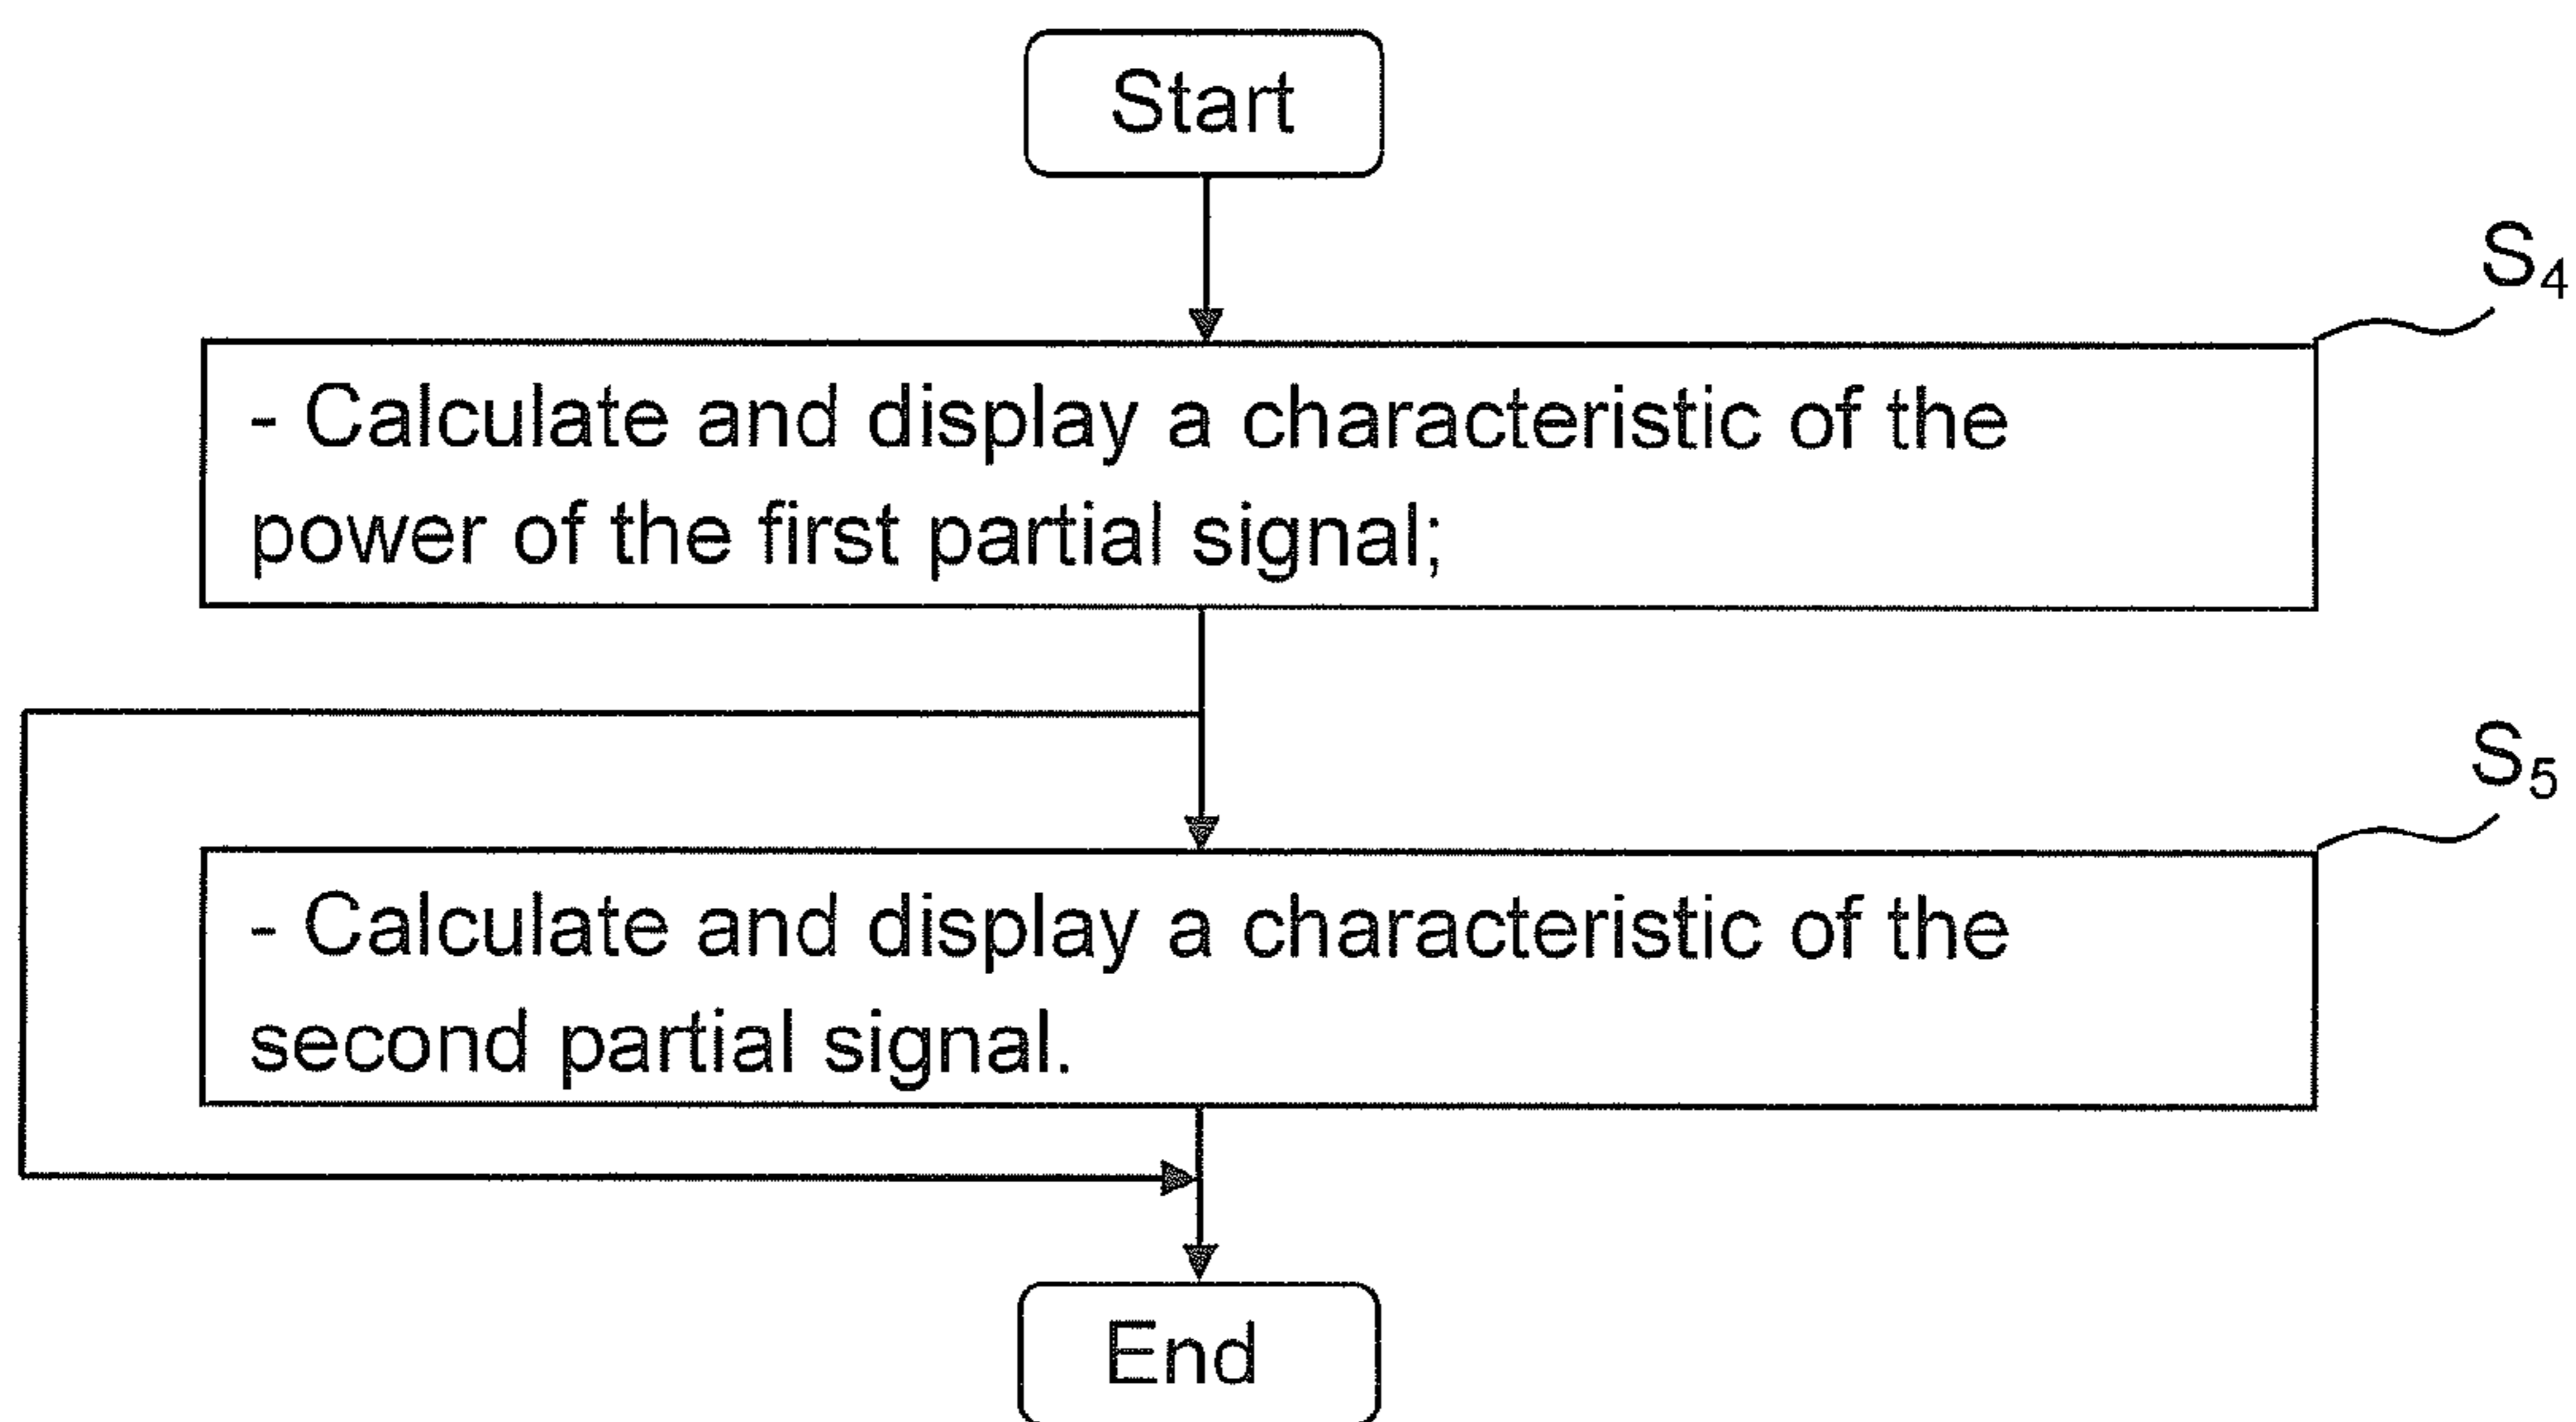 Start
S4
- Calculate and display a characteristic of the
power of the first partial signal;
S5
- Calculate and display a characteristic of the
second partial signal.
End